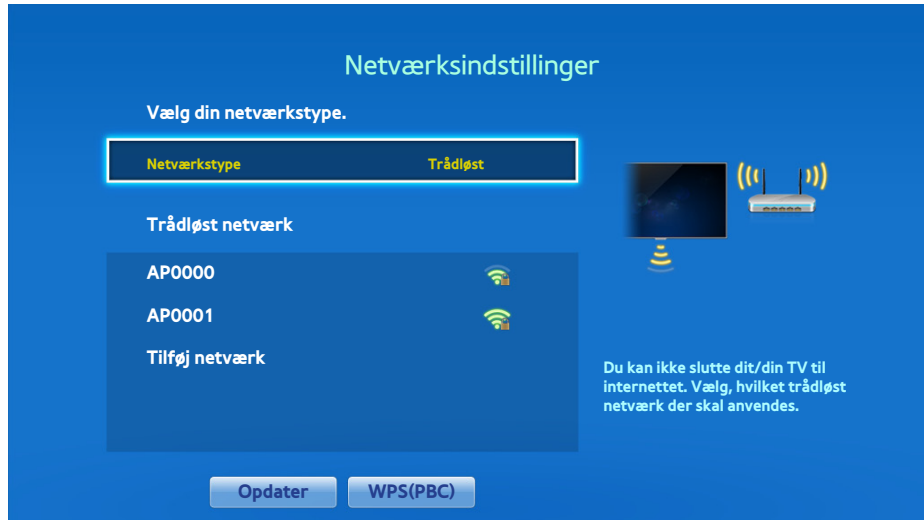 Netværksindstillinger
Vælg din netværkstype.
Netværkstype Trådløst
Trådløst netværk
AP0000
AP0001
Tilføj netværk
Du kan ikke slutte dit/din TV til
internettet. Vælg, hvilket trådløst
netværk der skal anvendes.
Opdater WPS(PBC)